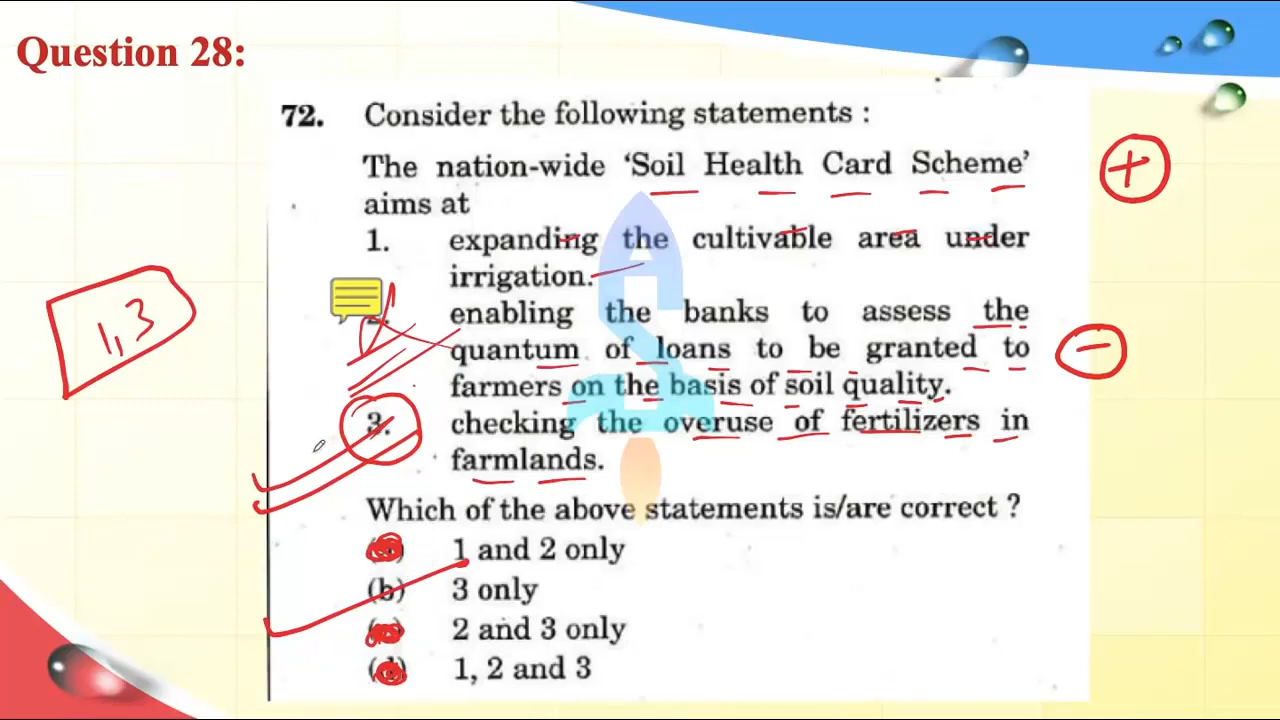 Question 28:
72. Consider the following statements :
The nation-wide 'Soil Health Card Scheme'
aims at
1. expanding the cultivable area under
irrigation.
2. enabling the banks to assess the
quantum of loans to be granted to
farmers on the basis of soil quality.
3. checking the overuse of fertilizers in
farmlands.
Which of the above statements is/are correct ?
1 and 2 only
(b) 3 only
2 and 3 only
(d) 1, 2 and 3
1,3
+
−